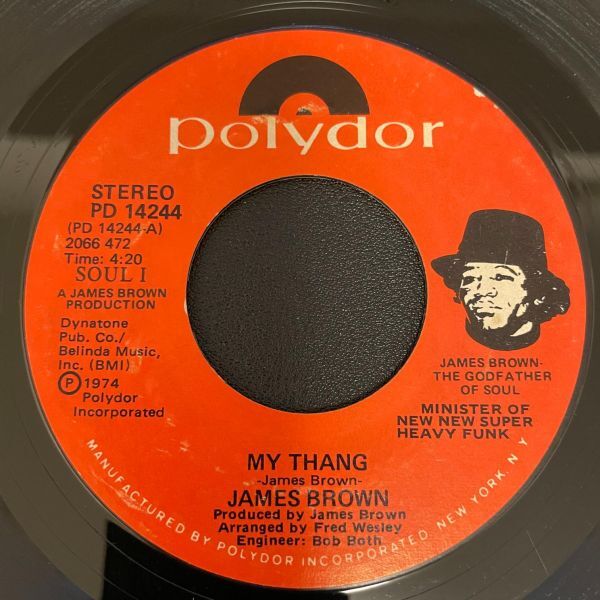 polydor
STEREO
PD 14244
(PD 14244-A)
2066 472
Time: 4:20
SOUL I
A JAMES BROWN
PRODUCTION
Dynatone
Pub. Co./
Belinda Music,
Inc. (BMI)
Ⓟ 1974
Polydor
Incorporated
JAMES BROWN-
THE GODFATHER
OF SOUL
MINISTER OF
NEW NEW SUPER
HEAVY FUNK
MY THANG
-James Brown-
JAMES BROWN
Produced by James Brown
Arranged by Fred Wesley
Engineer: Bob Both
MANUFACTURED BY POLYDOR INCORPORATED, NEW YORK, N.Y.